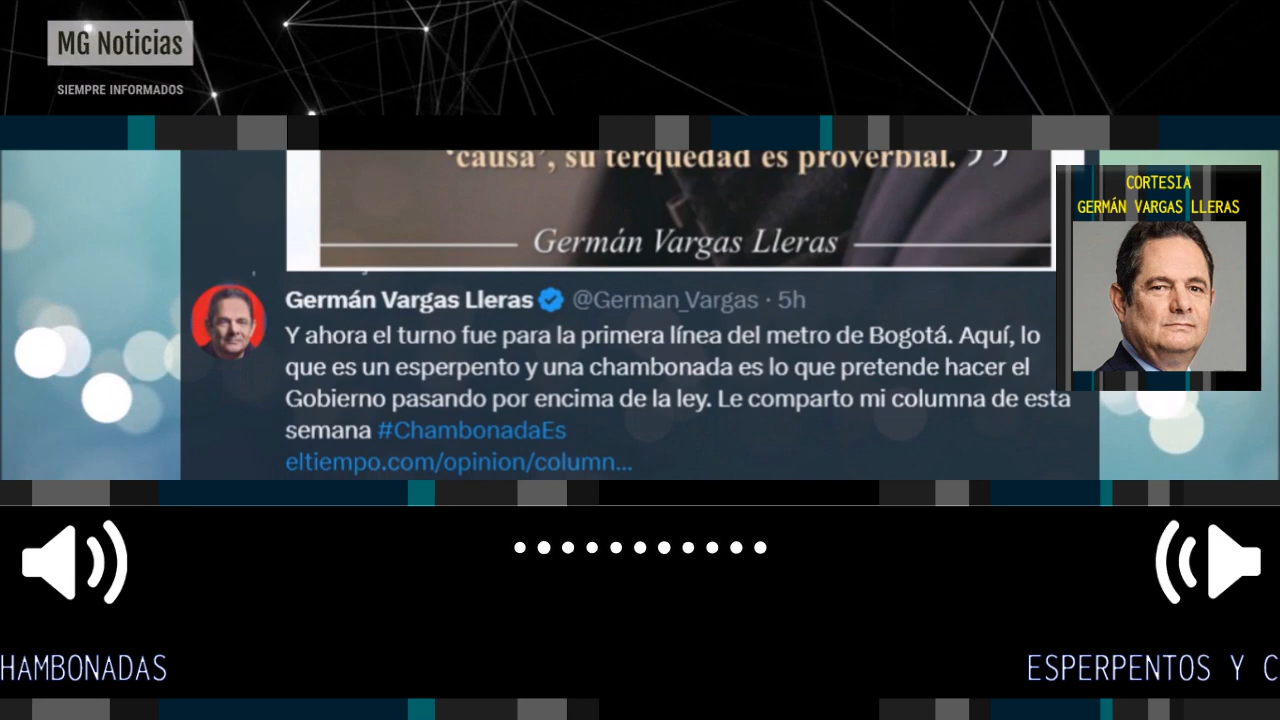 MG Noticias
SIEMPRE INFORMADOS
‘causa’, su terquedad es proverbial.”
Germán Vargas Lleras
CORTESIA
GERMÁN VARGAS LLERAS
Germán Vargas Lleras @German_Vargas · 5h
Y ahora el turno fue para la primera línea del metro de Bogotá. Aquí, lo
que es un esperpento y una chambonada es lo que pretende hacer el
Gobierno pasando por encima de la ley. Le comparto mi columna de esta
semana #ChambonadaEs
eltiempo.com/opinion/column...
HAMBONADAS
ESPERPENTOS Y C